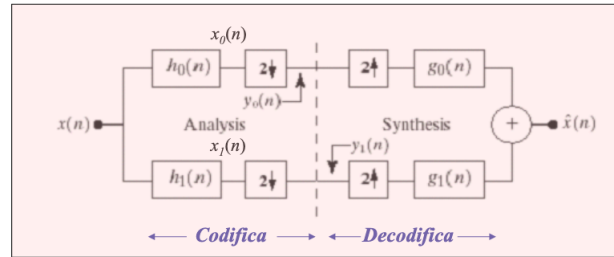 x₀(n)
h₀(n) 2↓ 2↑ g₀(n)
y₀(n)
x(n) Analysis Synthesis + x̂(n)
x₁(n) y₁(n)
h₁(n) 2↓ 2↑ g₁(n)
Codifica Decodifica